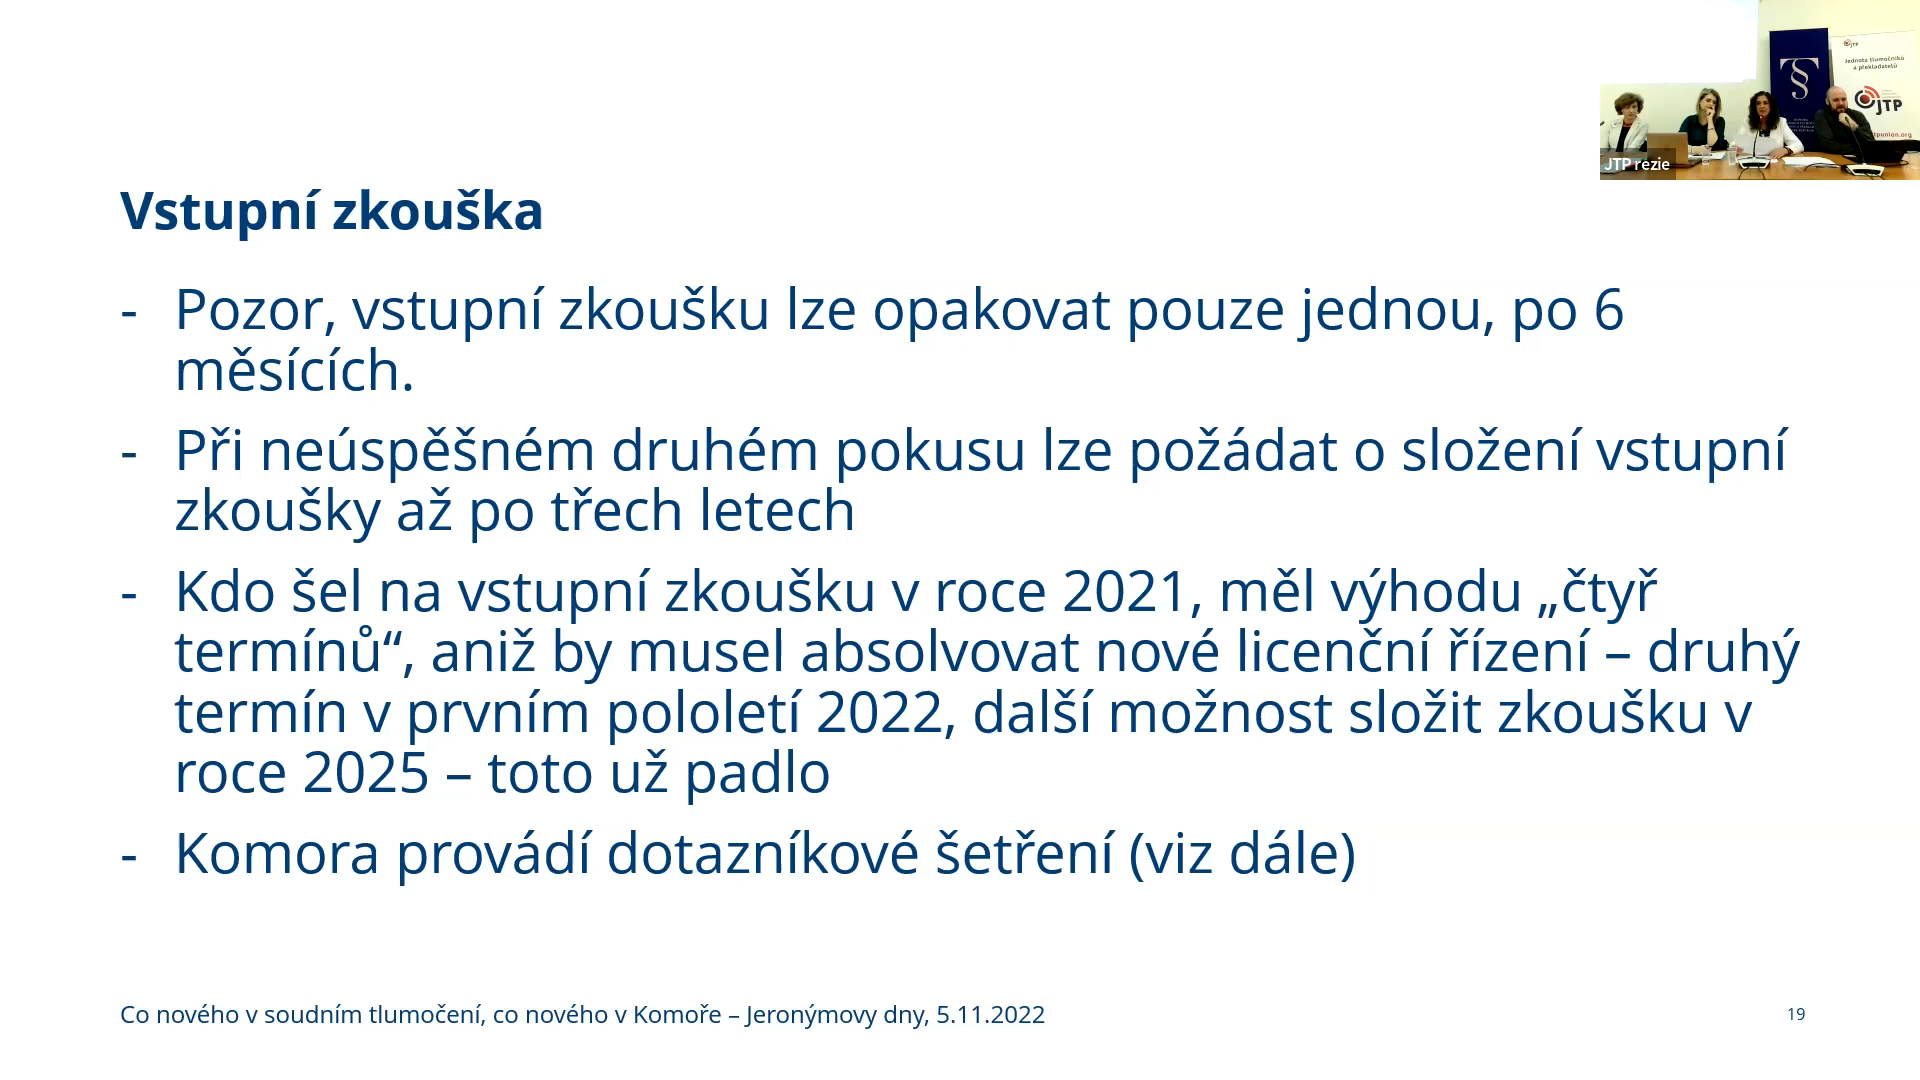 JTP
Jednota tlumočníků
a překladatelů
JTP
JTP rezie
Vstupní zkouška
- Pozor, vstupní zkoušku lze opakovat pouze jednou, po 6
měsících.
- Při neúspěšném druhém pokusu lze požádat o složení vstupní
zkoušky až po třech letech
- Kdo šel na vstupní zkoušku v roce 2021, měl výhodu „čtyř
termínů“, aniž by musel absolvovat nové licenční řízení – druhý
termín v prvním pololetí 2022, další možnost složit zkoušku v
roce 2025 – toto už padlo
- Komora provádí dotazníkové šetření (viz dále)
Co nového v soudním tlumočení, co nového v Komoře – Jeronýmovy dny, 5.11.2022
19